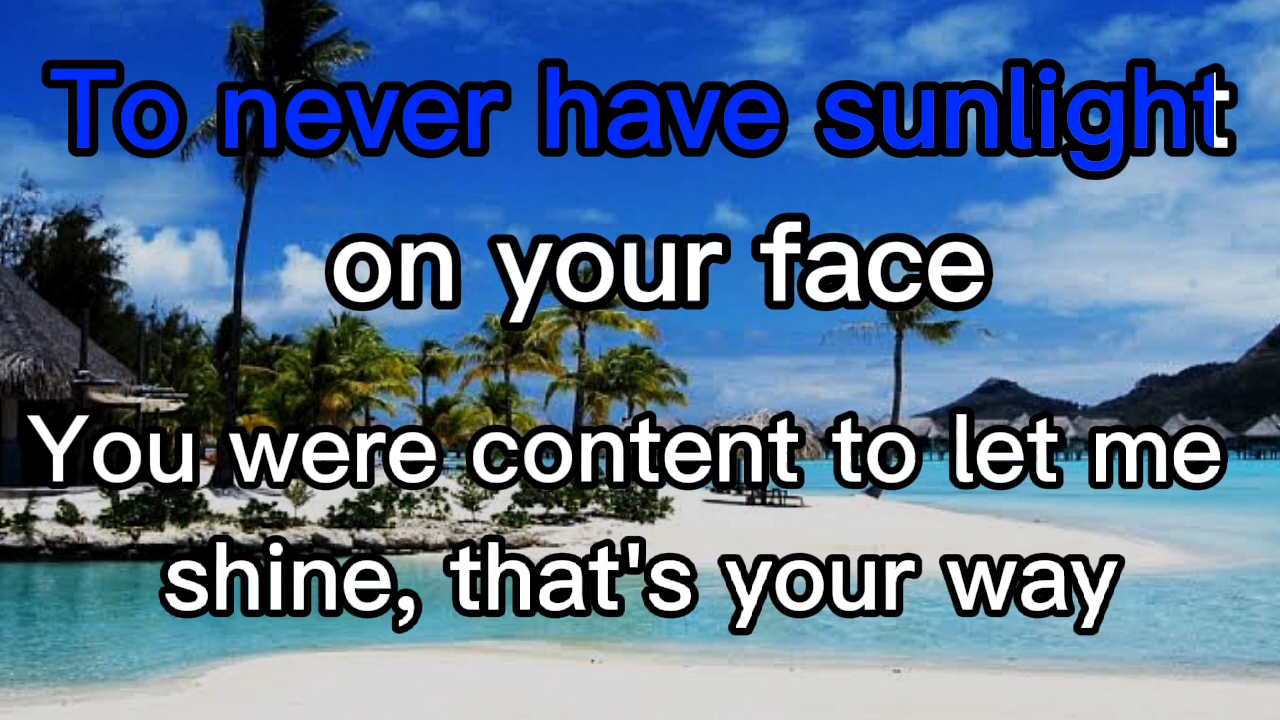 To never have sunlight
on your face
You were content to let me
shine, that's your way